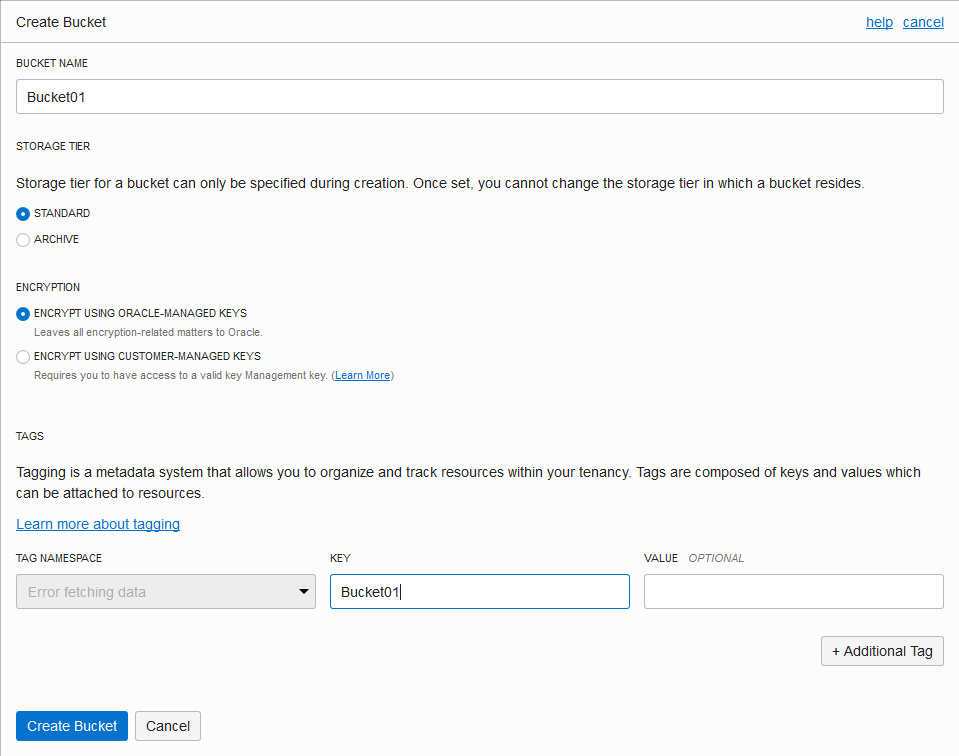 Create Bucket help cancel
BUCKET NAME
Bucket01
STORAGE TIER
Storage tier for a bucket can only be specified during creation. Once set, you cannot change the storage tier in which a bucket resides.
STANDARD
ARCHIVE
ENCRYPTION
ENCRYPT USING ORACLE-MANAGED KEYS
Leaves all encryption-related matters to Oracle.
ENCRYPT USING CUSTOMER-MANAGED KEYS
Requires you to have access to a valid key Management key. (Learn More)
TAGS
Tagging is a metadata system that allows you to organize and track resources within your tenancy. Tags are composed of keys and values which
can be attached to resources.
Learn more about tagging
TAG NAMESPACE KEY VALUE OPTIONAL
Error fetching data Bucket01
+ Additional Tag
Create Bucket Cancel